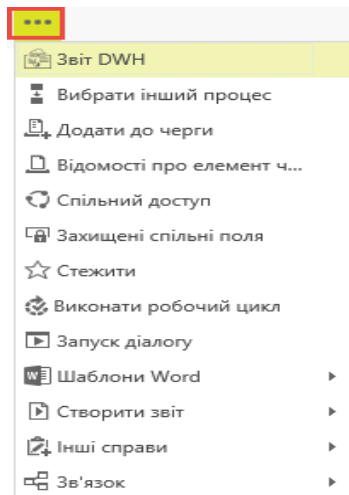 Звіт DWH
Вибрати інший процес
Додати до черги
Відомості про елемент ч...
Спільний доступ
Захищені спільні поля
Стежити
Виконати робочий цикл
Запуск діалогу
Шаблони Word
Створити звіт
Інші справи
Зв'язок